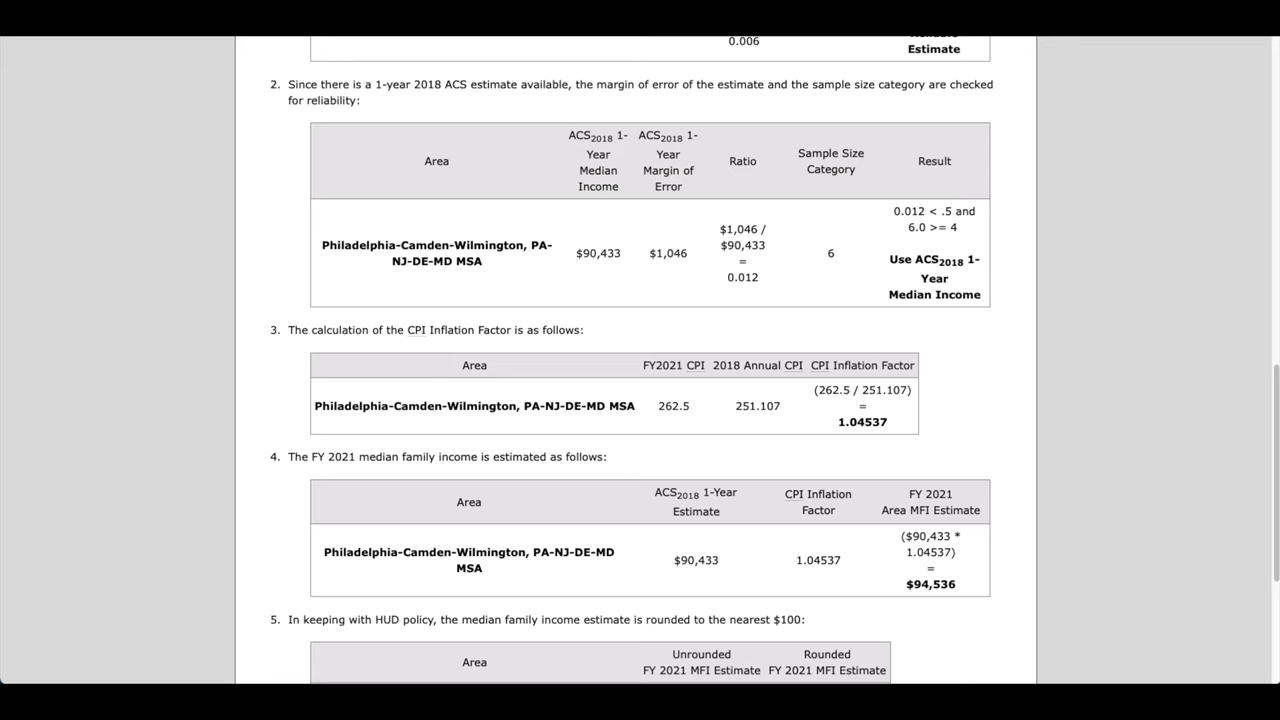 0.006
Estimate
2. Since there is a 1-year 2018 ACS estimate available, the margin of error of the estimate and the sample size category are checked
for reliability:
Area
ACS2018 1-
Year
Median
Income
ACS2018 1-
Year
Margin of
Error
Ratio
Sample Size
Category
Result
Philadelphia-Camden-Wilmington, PA-
NJ-DE-MD MSA
$90,433
$1,046
$1,046 /
$90,433
=
0.012
6
0.012 < .5 and
6.0 >= 4
Use ACS2018 1-
Year
Median Income
3. The calculation of the CPI Inflation Factor is as follows:
Area
FY2021 CPI
2018 Annual CPI
CPI Inflation Factor
Philadelphia-Camden-Wilmington, PA-NJ-DE-MD MSA
262.5
251.107
(262.5 / 251.107)
=
1.04537
4. The FY 2021 median family income is estimated as follows:
Area
ACS2018 1-Year
Estimate
CPI Inflation
Factor
FY 2021
Area MFI Estimate
Philadelphia-Camden-Wilmington, PA-NJ-DE-MD
MSA
$90,433
1.04537
($90,433 *
1.04537)
=
$94,536
5. In keeping with HUD policy, the median family income estimate is rounded to the nearest $100:
Area
Unrounded
FY 2021 MFI Estimate
Rounded
FY 2021 MFI Estimate